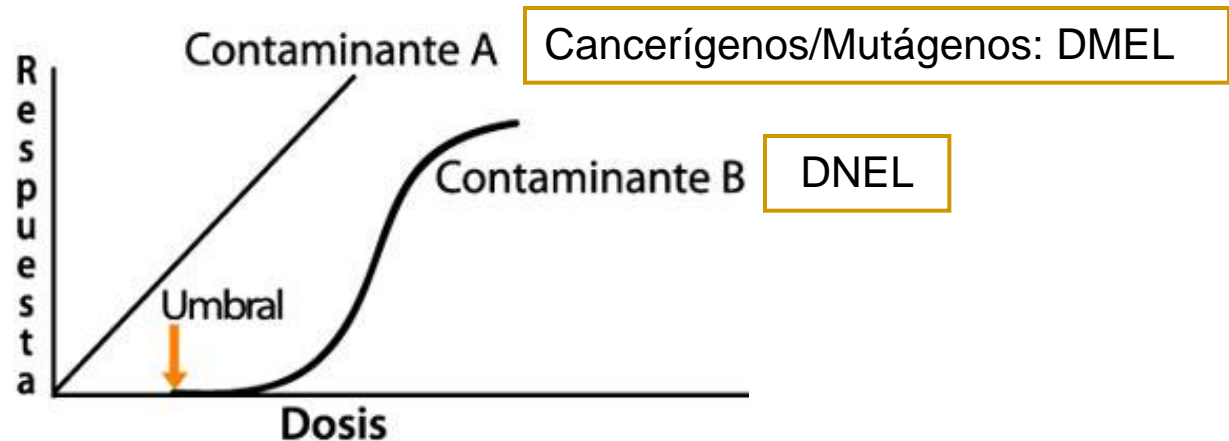 Contaminante A
Cancerígenos/Mutágenos: DMEL
Respuesta
Contaminante B
DNEL
Umbral
Dosis